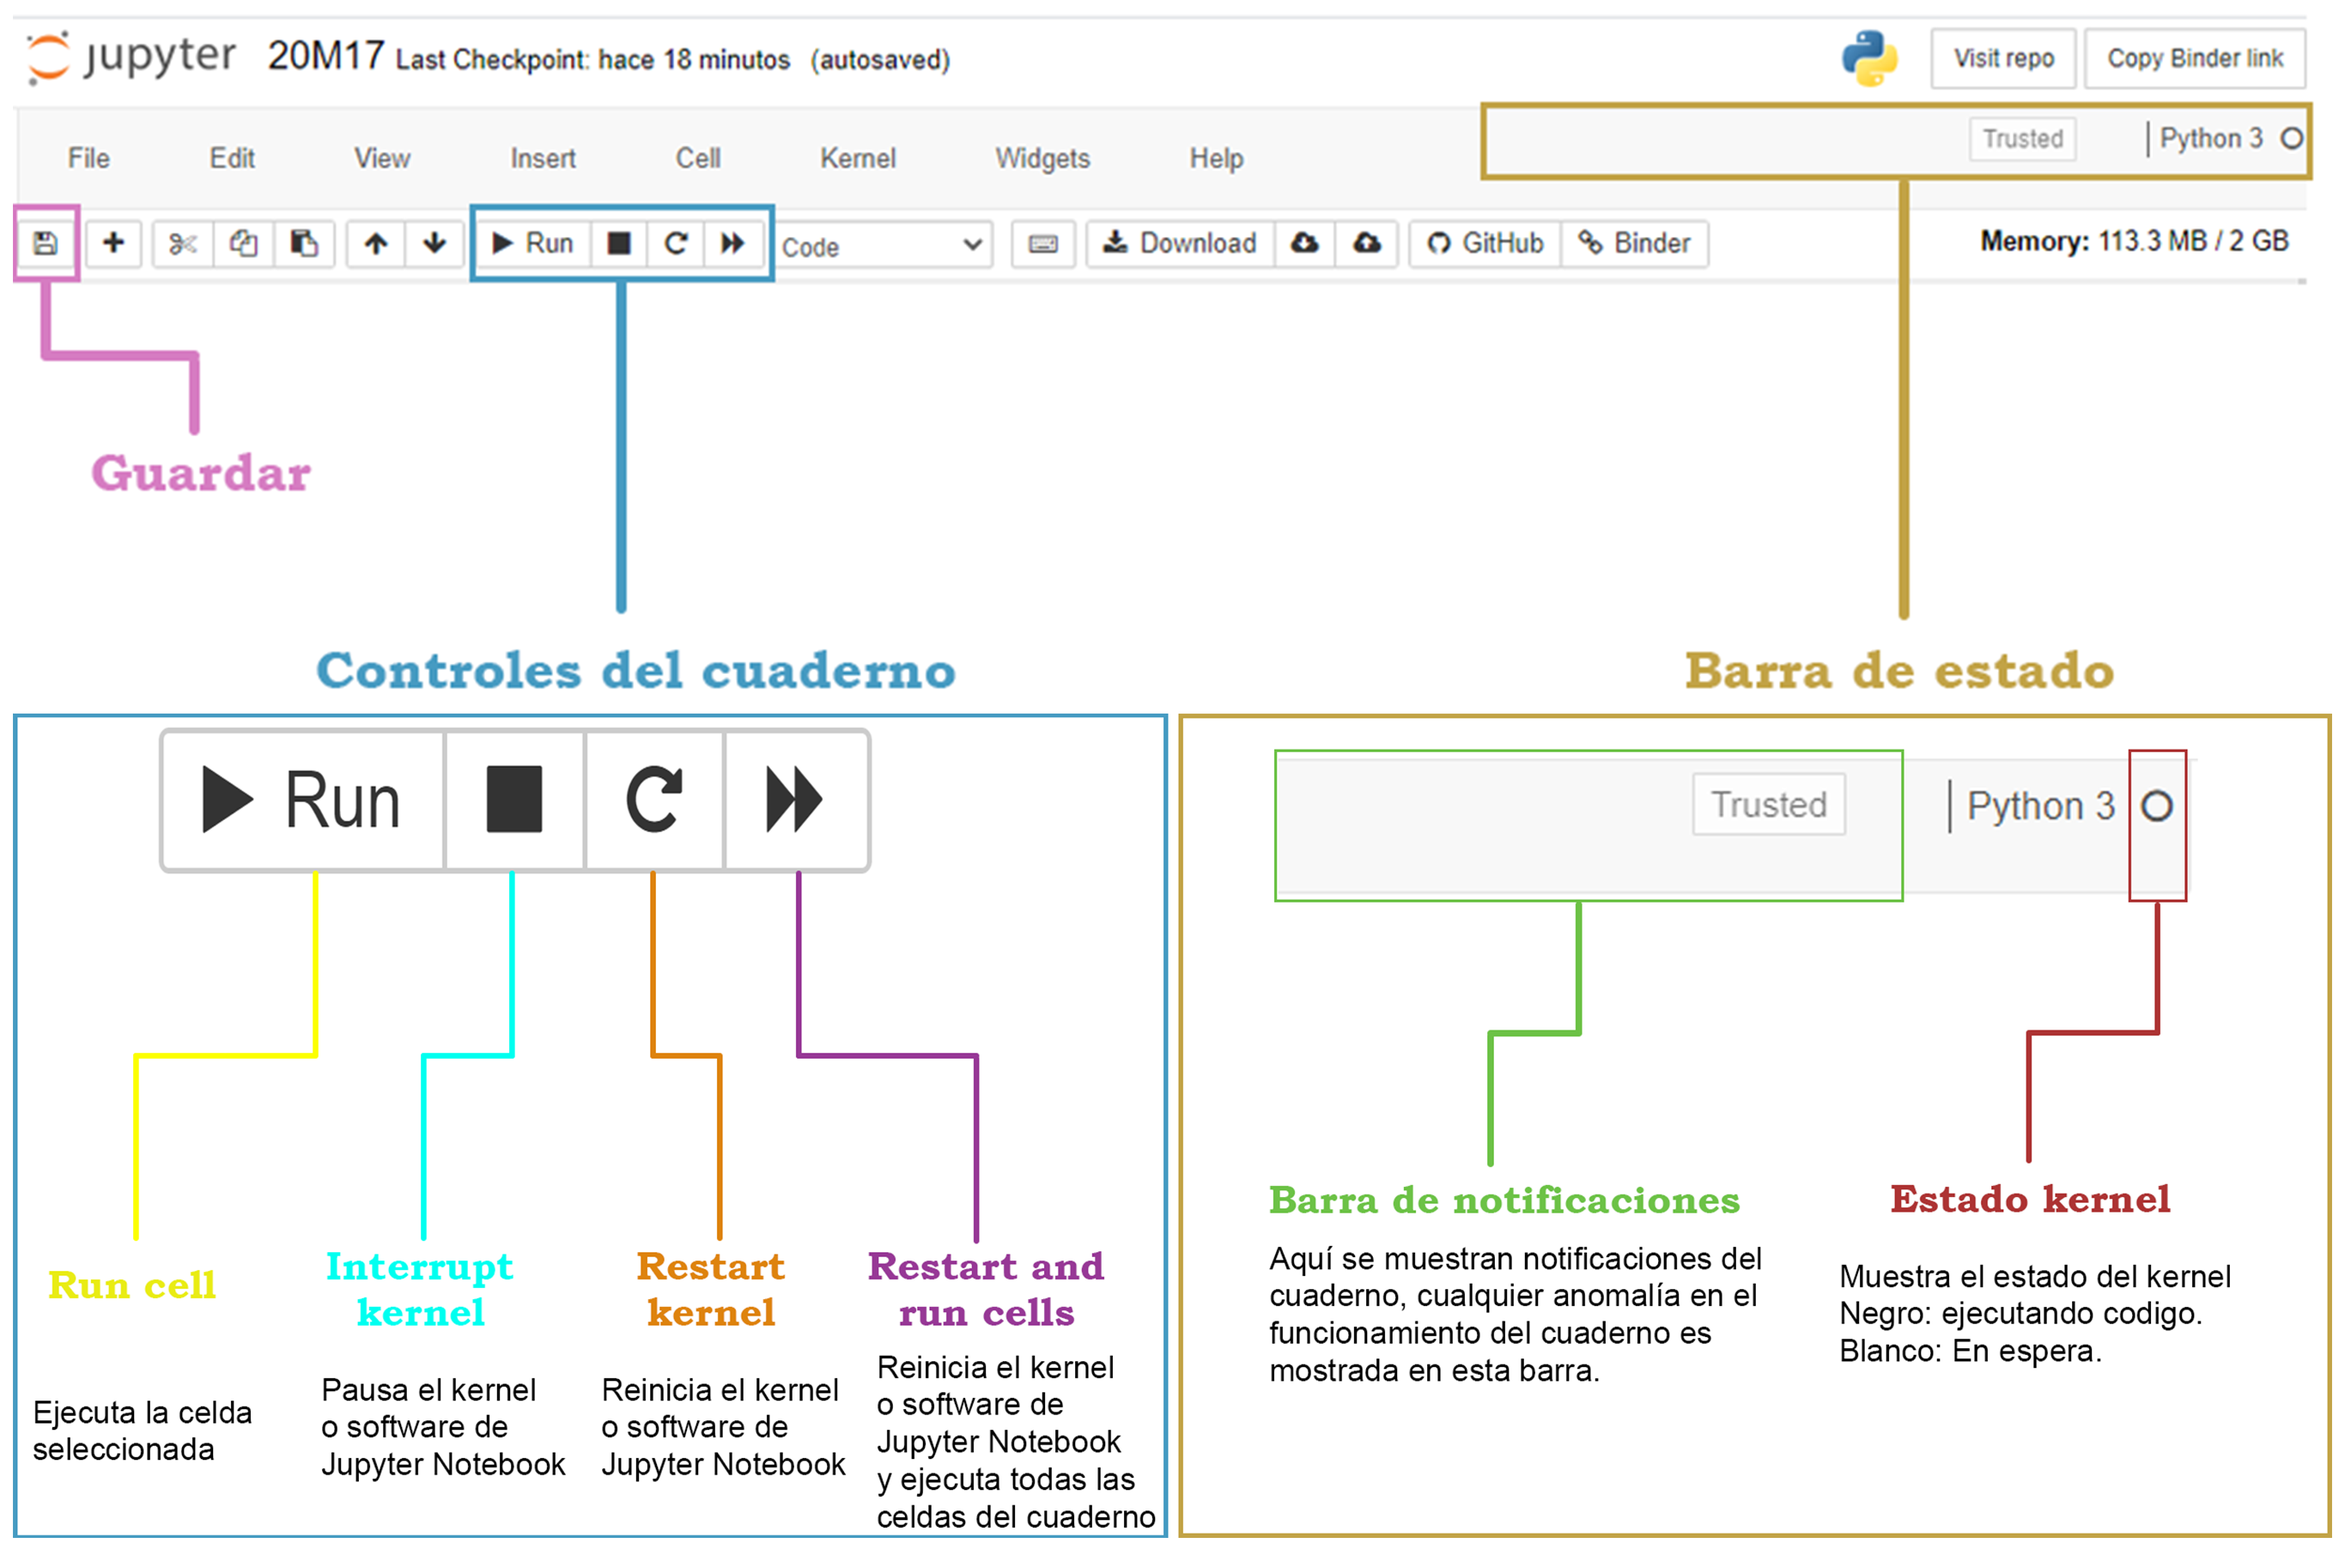 jupyter 20M17 Last Checkpoint: hace 18 minutos (autosaved)
Visit repo
Copy Binder link
File Edit View Insert Cell Kernel Widgets Help
Trusted
Python 3
Run
Code
Download
GitHub
Binder
Memory: 113.3 MB / 2 GB
Guardar
Controles del cuaderno
Barra de estado
Run
Trusted
Python 3
Run cell
Ejecuta la celda
seleccionada
Interrupt
kernel
Pausa el kernel
o software de
Jupyter Notebook
Restart
kernel
Reinicia el kernel
o software de
Jupyter Notebook
Restart and
run cells
Reinicia el kernel
o software de
Jupyter Notebook
y ejecuta todas las
celdas del cuaderno
Barra de notificaciones
Aquí se muestran notificaciones del
cuaderno, cualquier anomalía en el
funcionamiento del cuaderno es
mostrada en esta barra.
Estado kernel
Muestra el estado del kernel
Negro: ejecutando codigo.
Blanco: En espera.